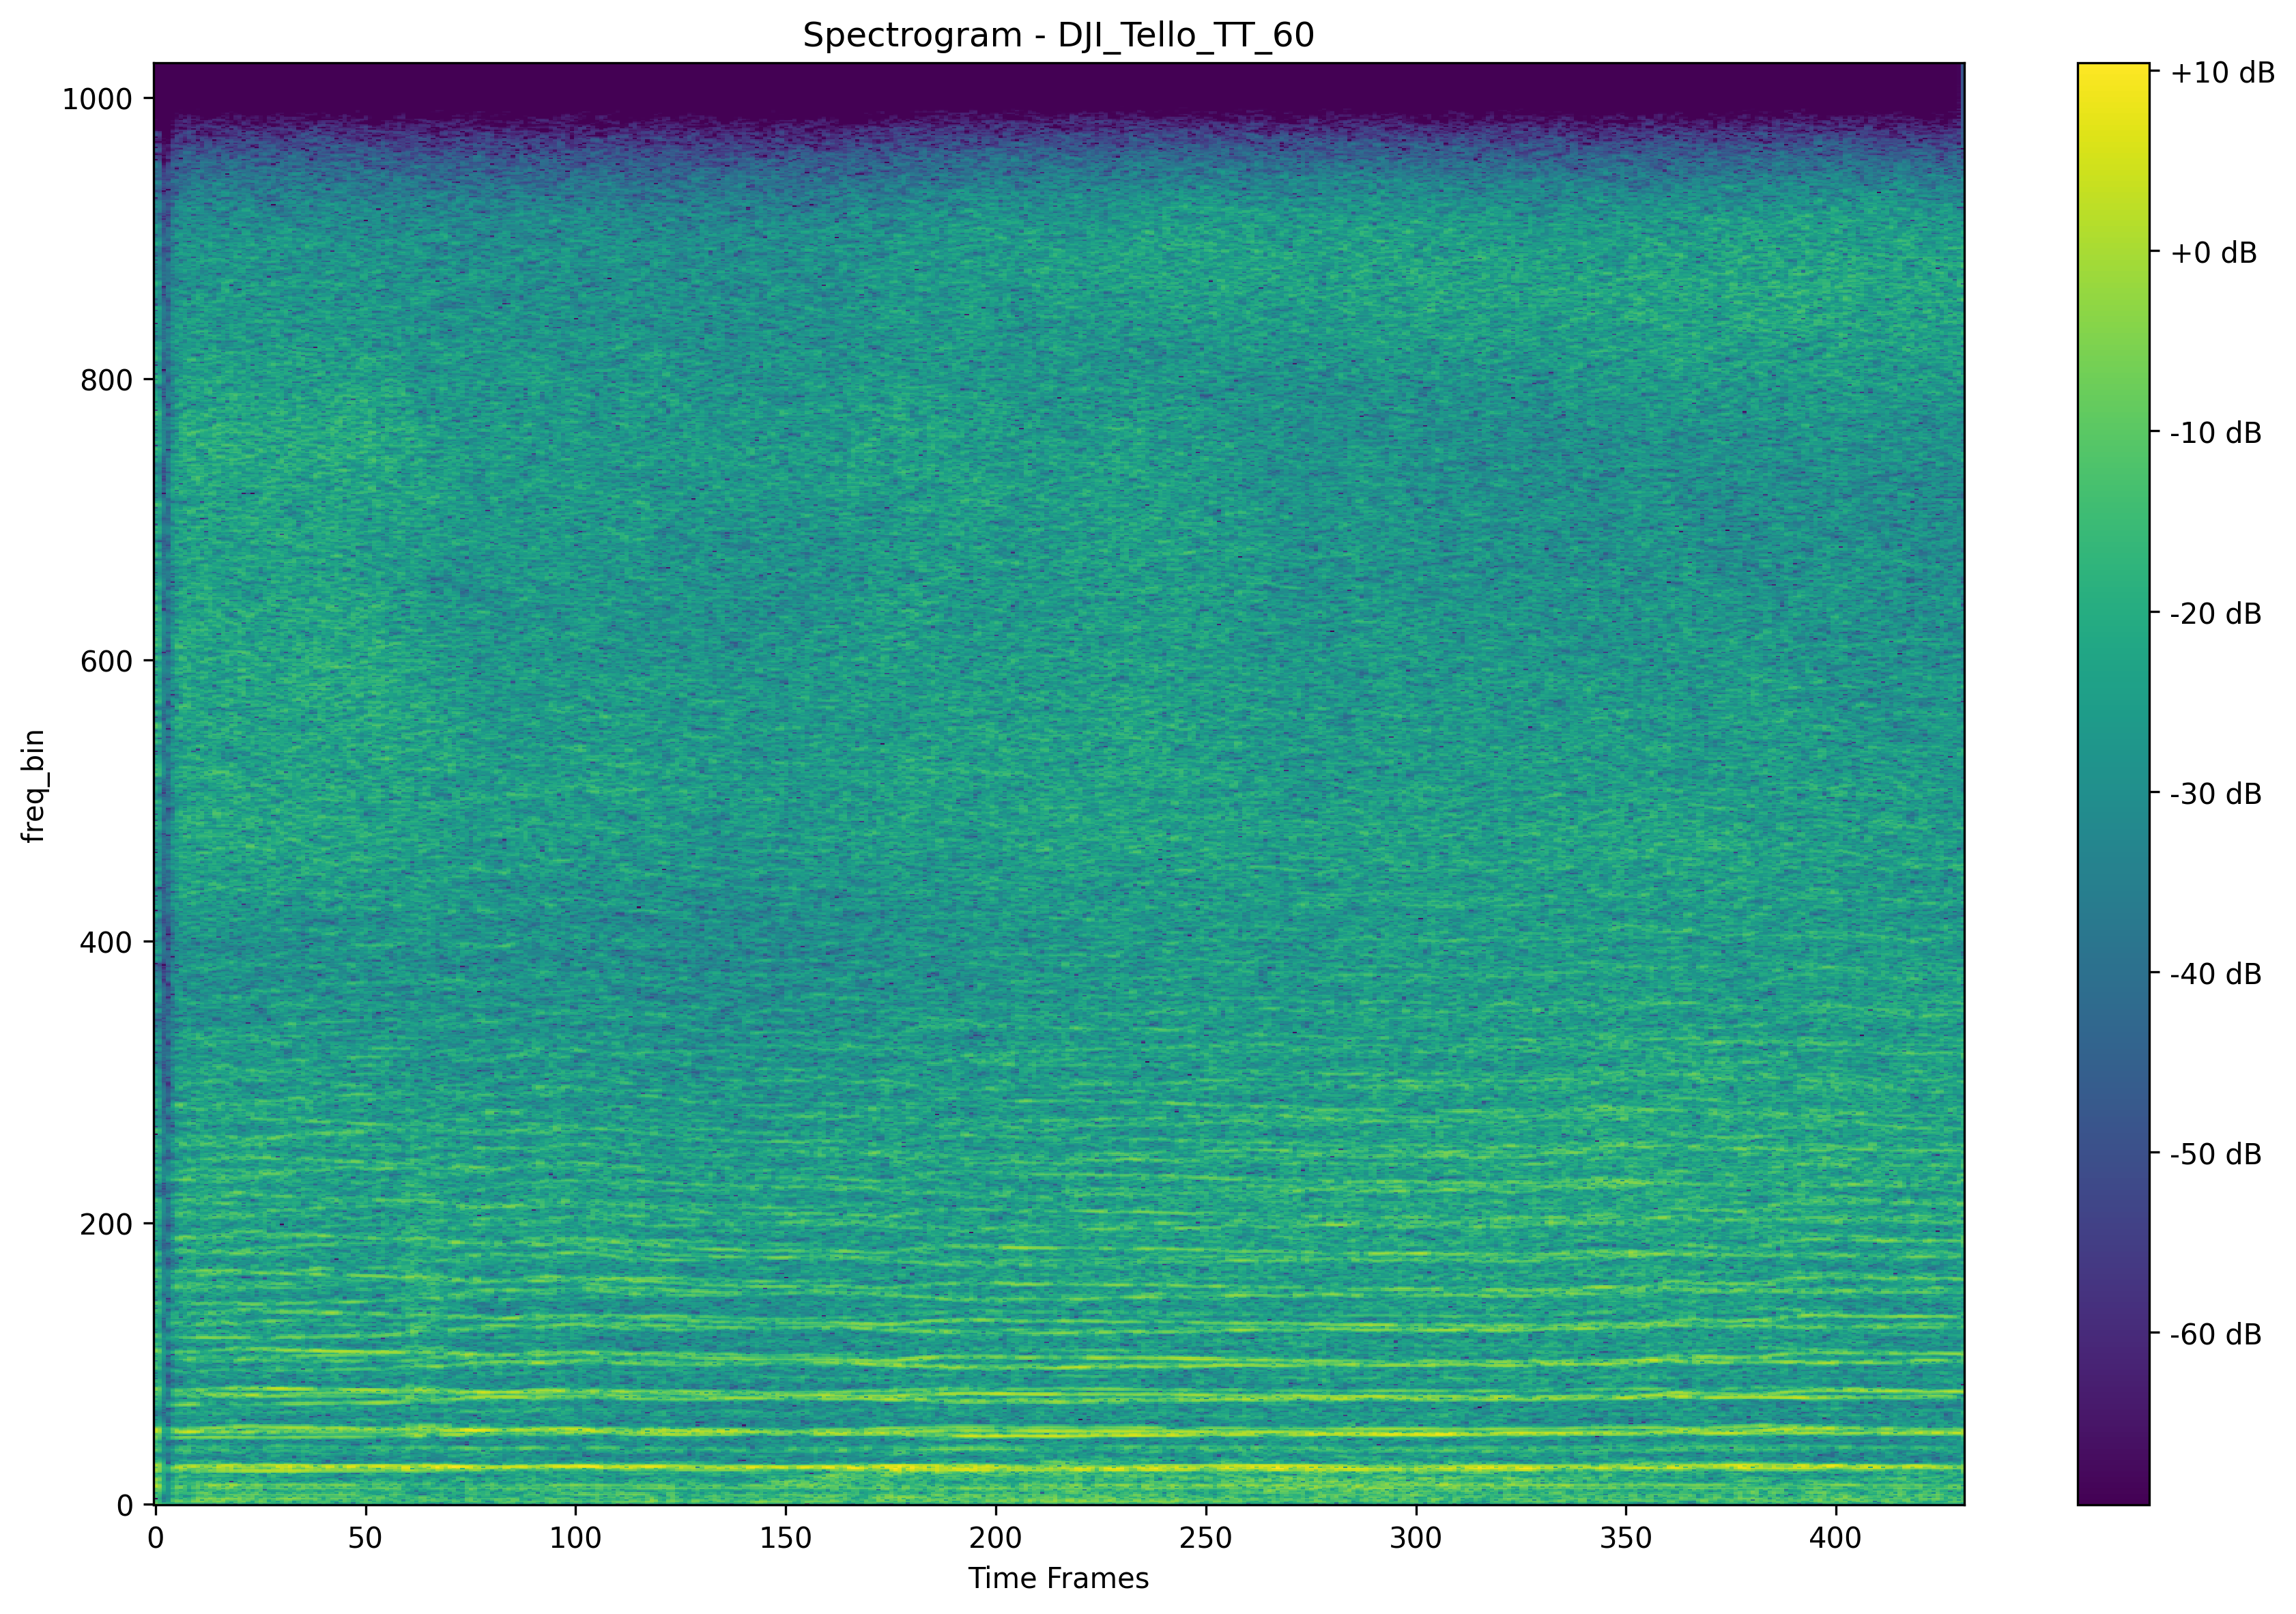 Spectrogram - DJI_Tello_TT_60
1000
800
600
400
200
0
freq_bin
0 50 100 150 200 250 300 350 400
Time Frames
+10 dB
+0 dB
-10 dB
-20 dB
-30 dB
-40 dB
-50 dB
-60 dB